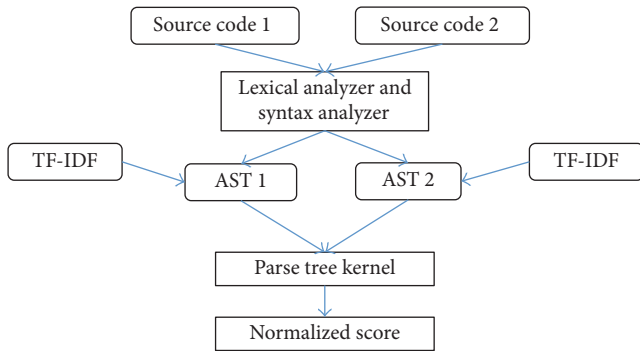 Source code 1
Source code 2
Lexical analyzer and
syntax analyzer
TF-IDF
AST 1
AST 2
TF-IDF
Parse tree kernel
Normalized score